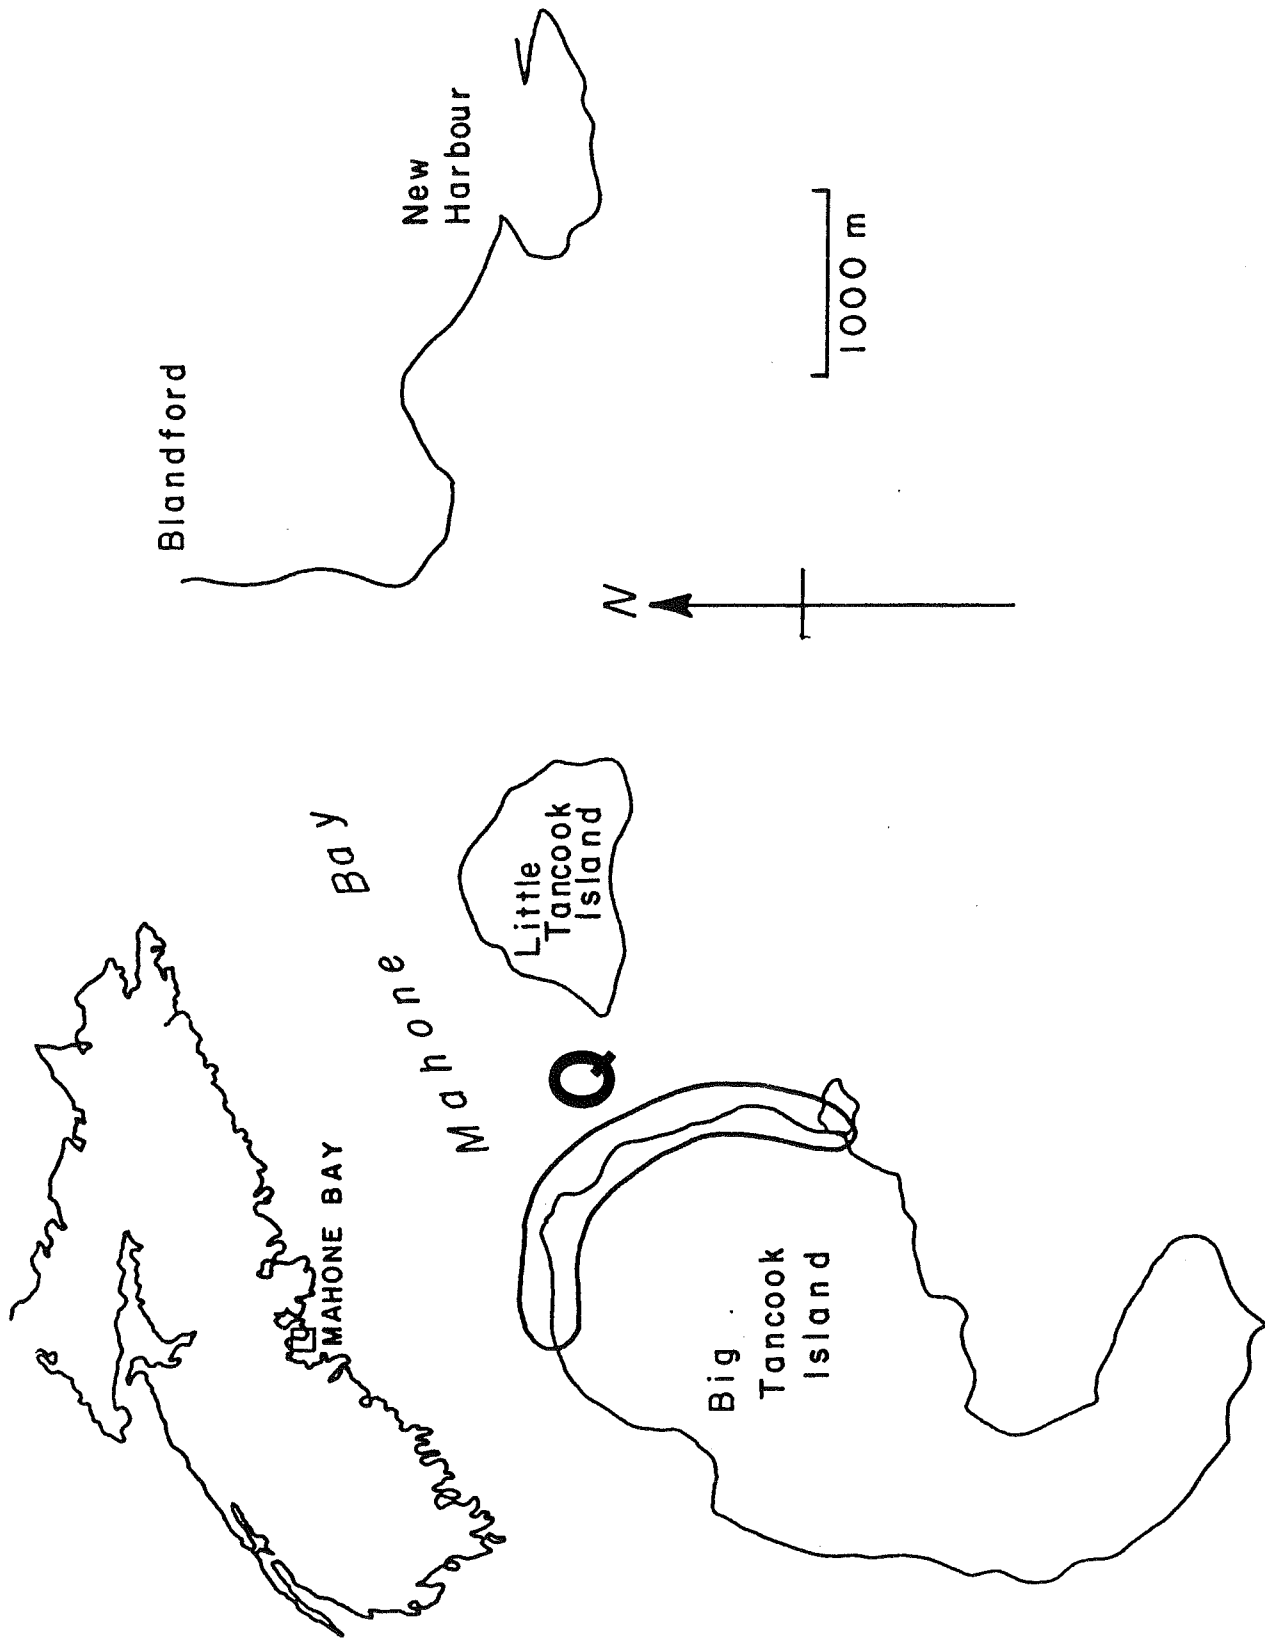 Blandford
New
Harbour
1000 m
N
Mahone Bay
Little
Tancook
Island
Q
MAHONE BAY
Big
Tancook
Island